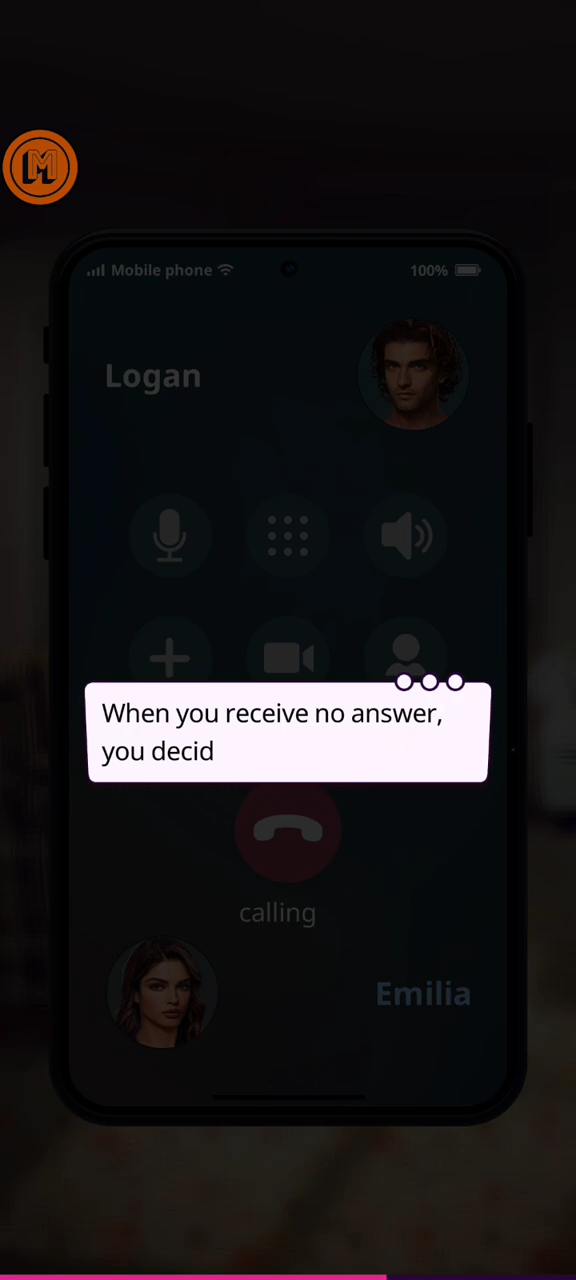 Mobile phone 100%
Logan
When you receive no answer,
you decid
calling
Emilia